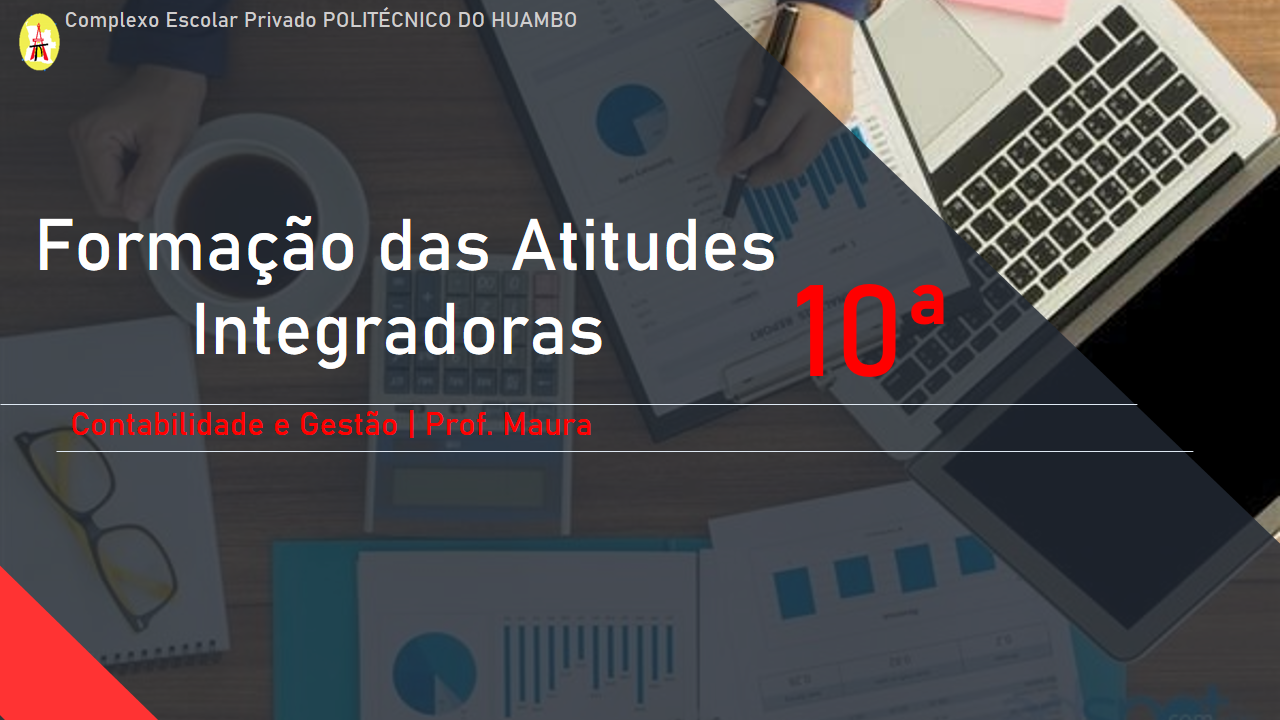 Complexo Escolar Privado POLITÉCNICO DO HUAMBO
Formação das Atitudes
Integradoras
10ª
Contabilidade e Gestão | Prof. Maura